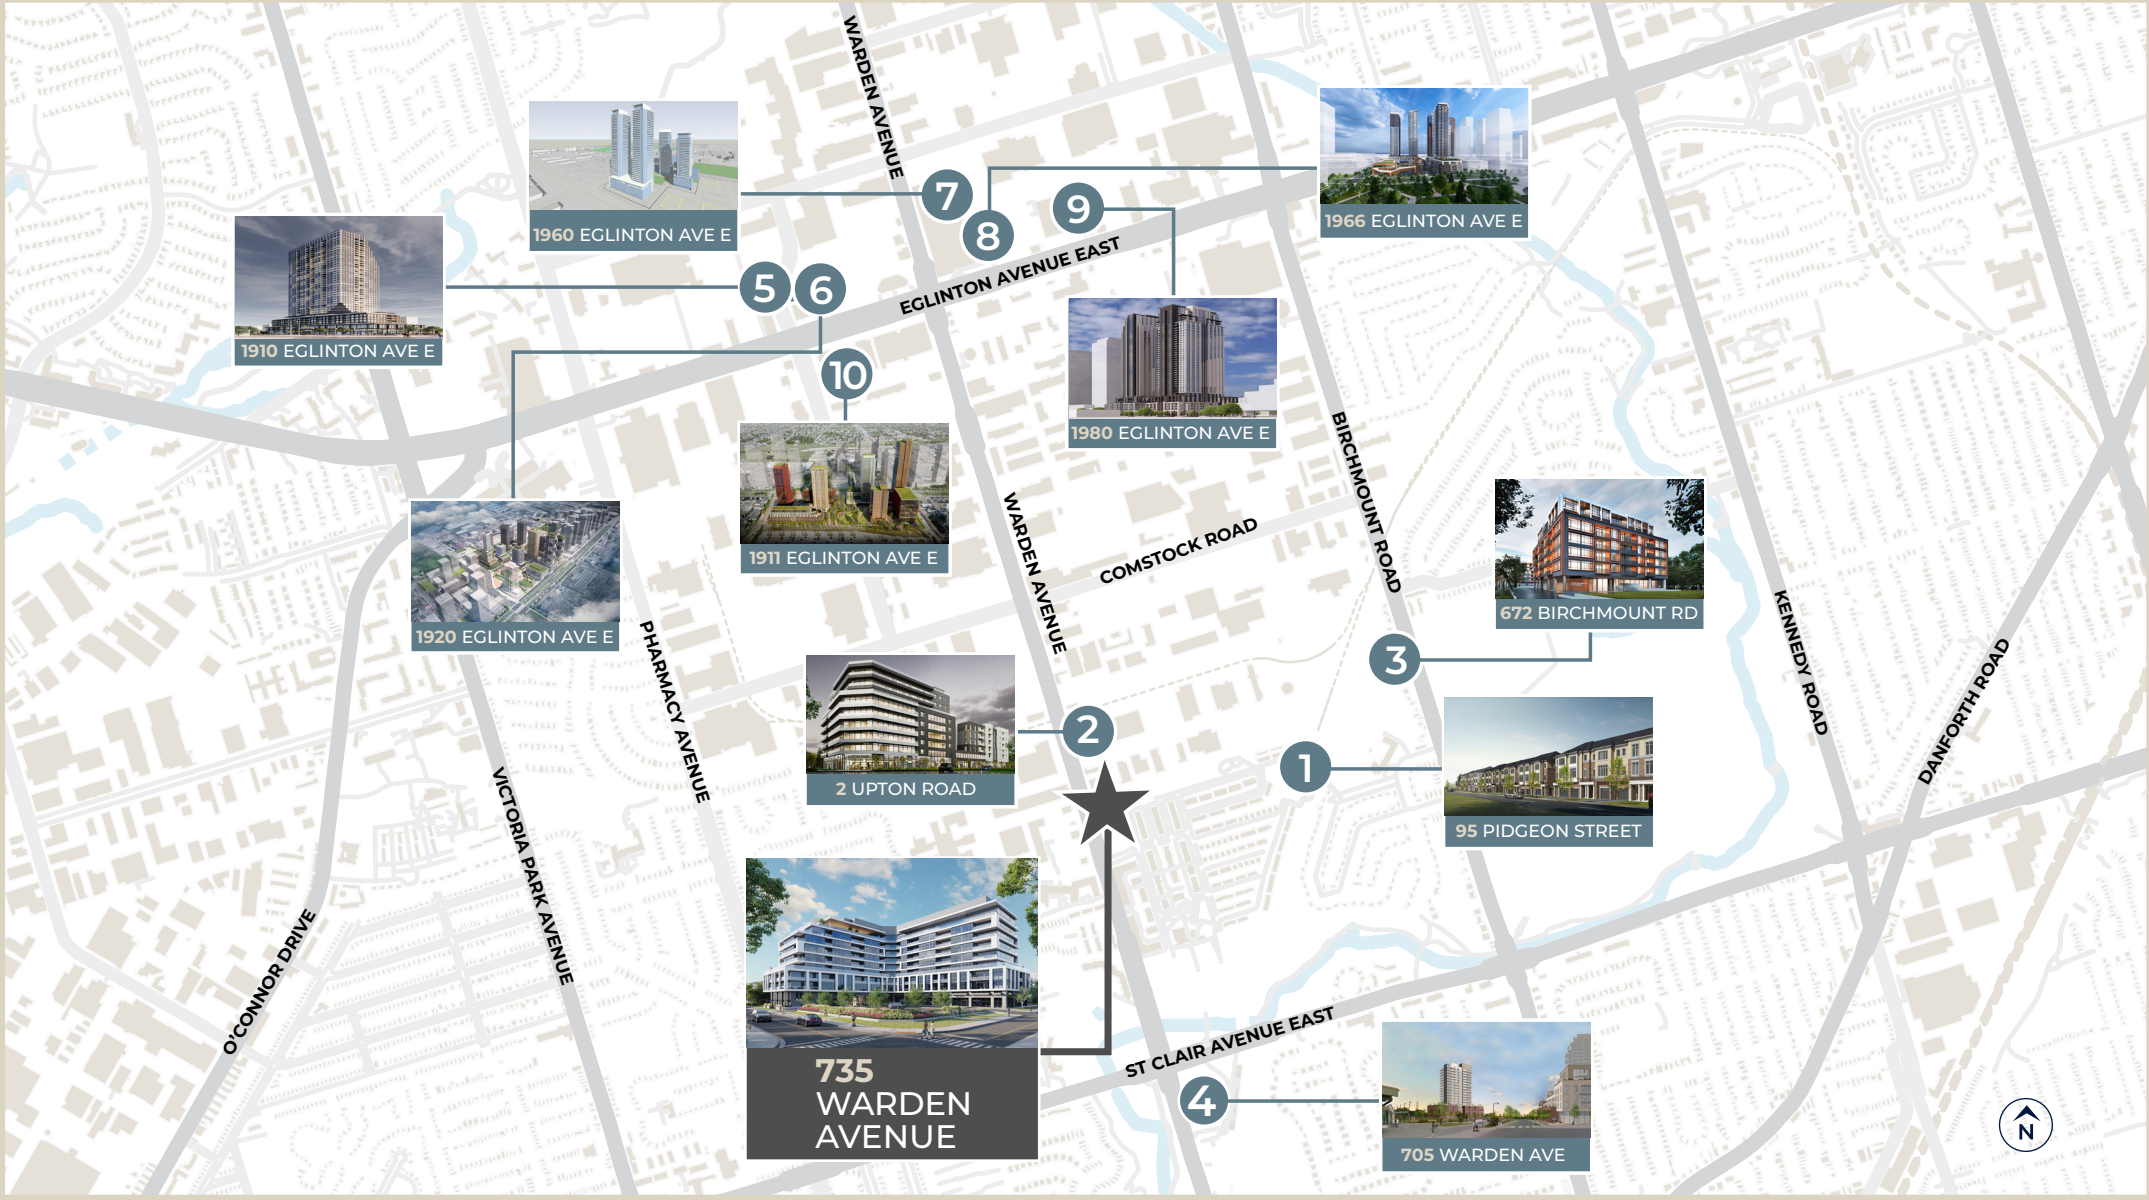 WARDEN AVENUE
1960 EGLINTON AVE E
7
8
9
1966 EGLINTON AVE E
1910 EGLINTON AVE E
5
6
EGLINTON AVENUE EAST
10
1980 EGLINTON AVE E
1911 EGLINTON AVE E
1920 EGLINTON AVE E
WARDEN AVENUE
COMSTOCK ROAD
BIRCHMOUNT ROAD
672 BIRCHMOUNT RD
3
KENNEDY ROAD
DANFORTH ROAD
PHARMACY AVENUE
2 UPTON ROAD
2
1
95 PIDGEON STREET
VICTORIA PARK AVENUE
O'CONNOR DRIVE
735
WARDEN
AVENUE
ST CLAIR AVENUE EAST
4
705 WARDEN AVE
N